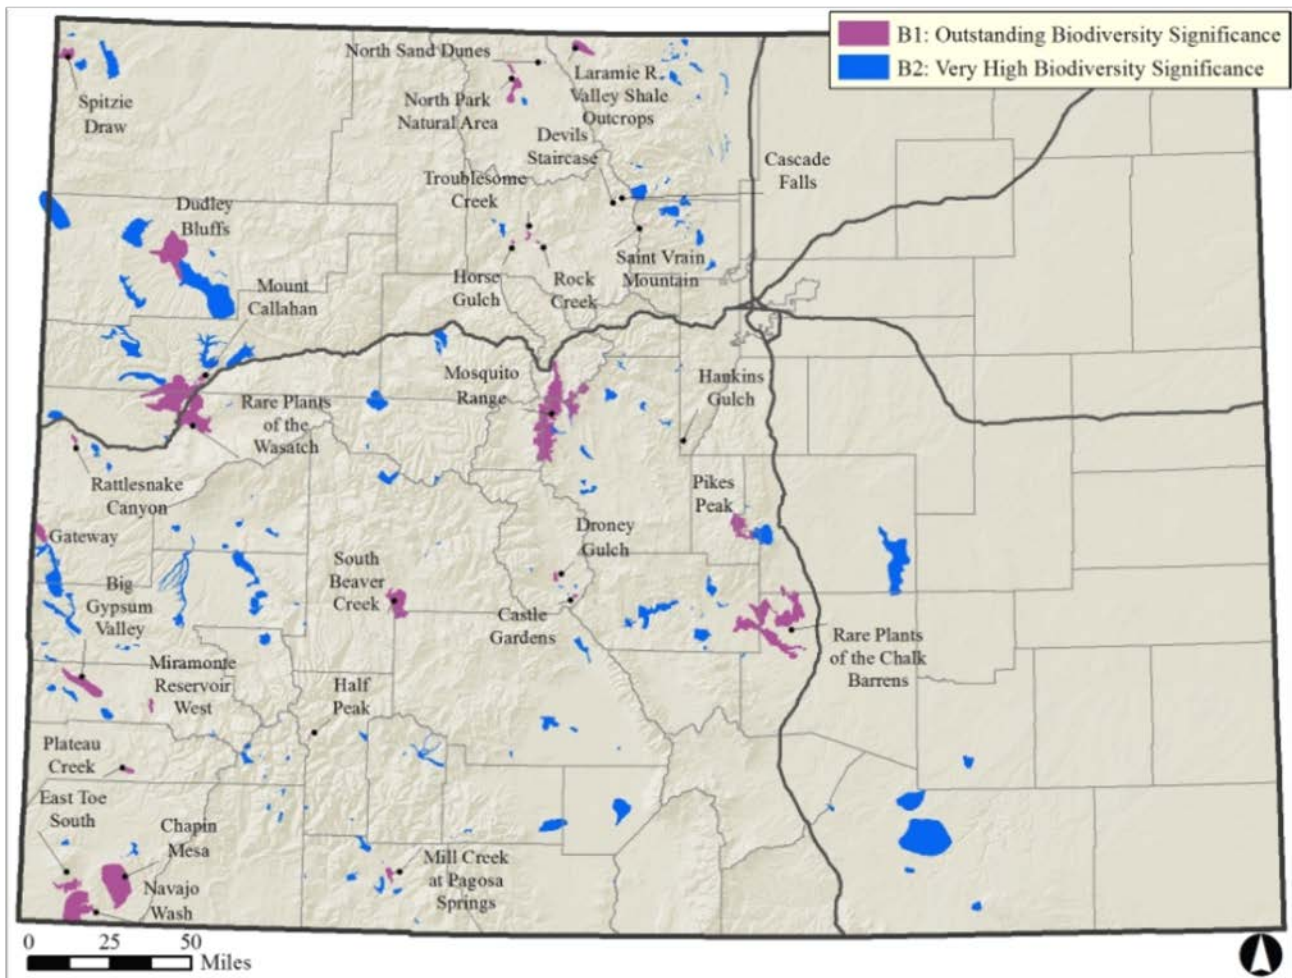 B1: Outstanding Biodiversity Significance
B2: Very High Biodiversity Significance
North Sand Dunes
Laramie R.
Valley Shale
Outcrops
North Park
Natural Area
Spitzie
Draw
Devils
Staircase
Cascade
Falls
Troublesome
Creek
Dudley
Bluffs
Saint Vrain
Mountain
Horse
Gulch
Rock
Creek
Mount
Callahan
Mosquito
Range
Hankins
Gulch
Rare Plants
of the
Wasatch
Rattlesnake
Canyon
Pikes
Peak
Gateway
Droney
Gulch
South
Beaver
Creek
Big
Gypsum
Valley
Castle
Gardens
Rare Plants
of the Chalk
Barrens
Miramonte
Reservoir
West
Half
Peak
Plateau
Creek
East Toe
South
Chapin
Mesa
Mill Creek
at Pagosa
Springs
Navajo
Wash
0 25 50
Miles